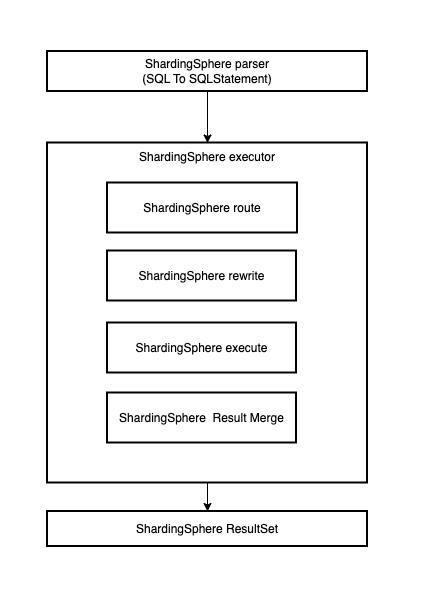 ShardingSphere parser
(SQL To SQLStatement)
ShardingSphere executor
ShardingSphere route
ShardingSphere rewrite
ShardingSphere execute
ShardingSphere  Result Merge
ShardingSphere ResultSet